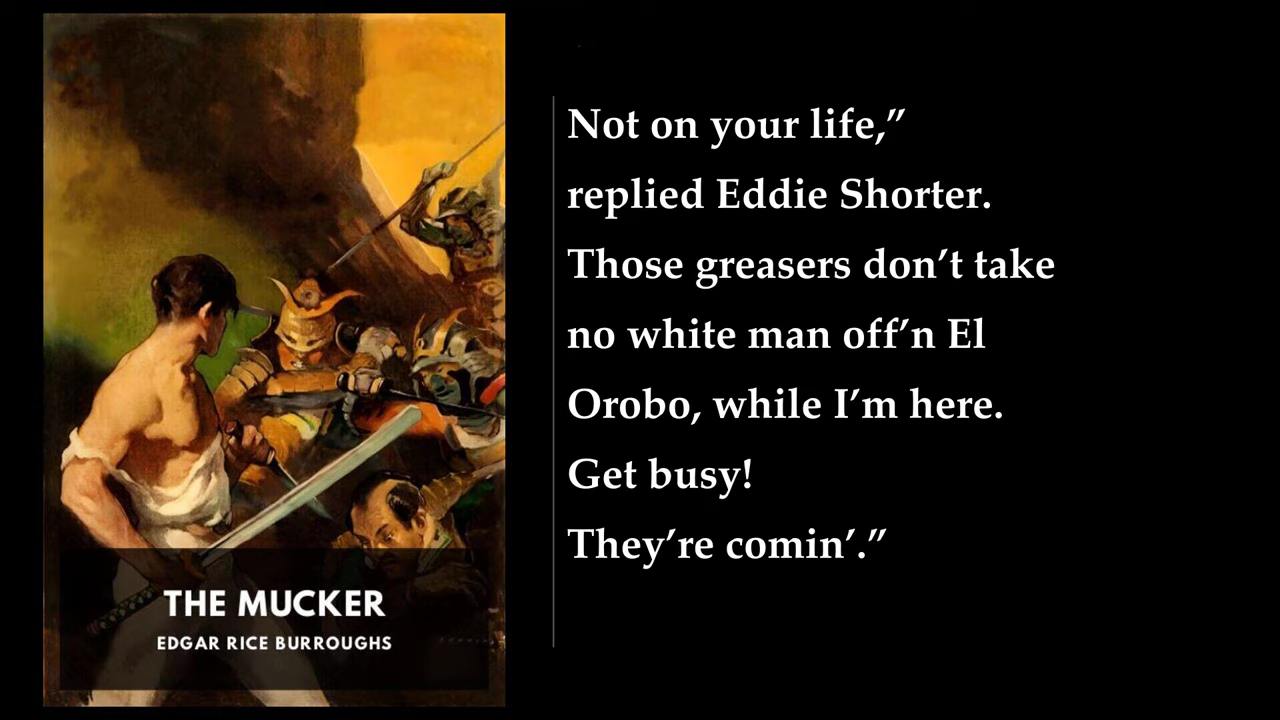 Not on your life,”
replied Eddie Shorter.
Those greasers don’t take
no white man off’n El
Orobo, while I’m here.
Get busy!
They’re comin’.”
THE MUCKER
EDGAR RICE BURROUGHS